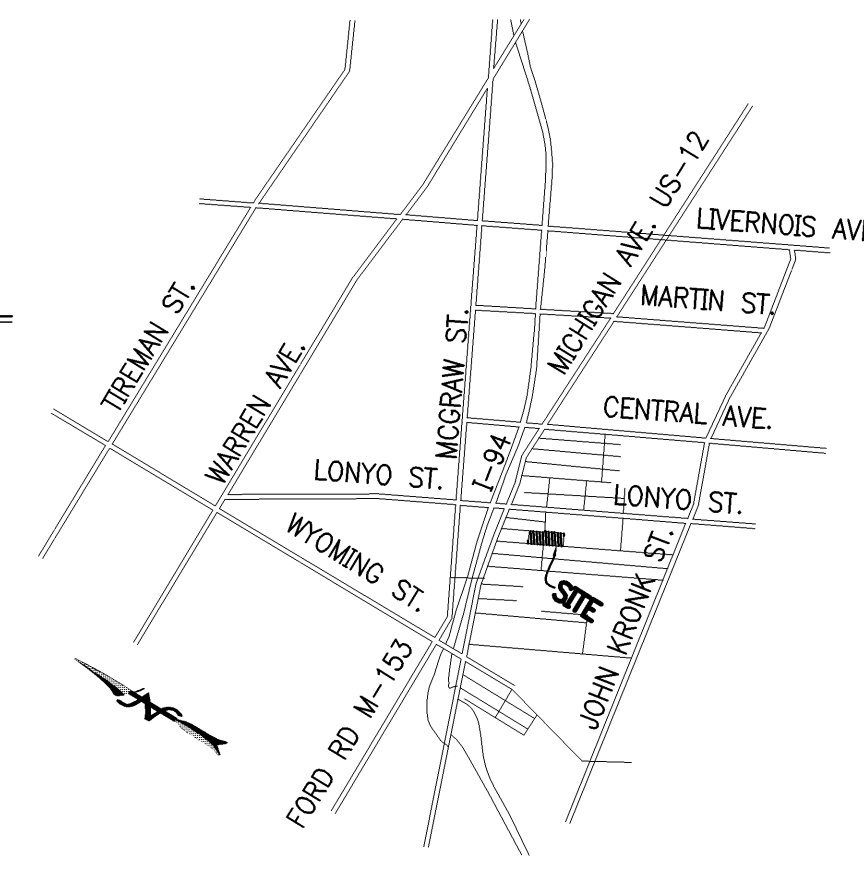 MICHIGAN AVE. US-12
LIVERNOIS AVE
MARTIN ST.
TIREMAN ST.
WARREN AVE.
MCGRAW ST.
CENTRAL AVE.
I-94
LONYO ST.
LONYO ST.
WYOMING ST.
SITE
JOHN KRONK ST.
FORD RD M-153
N